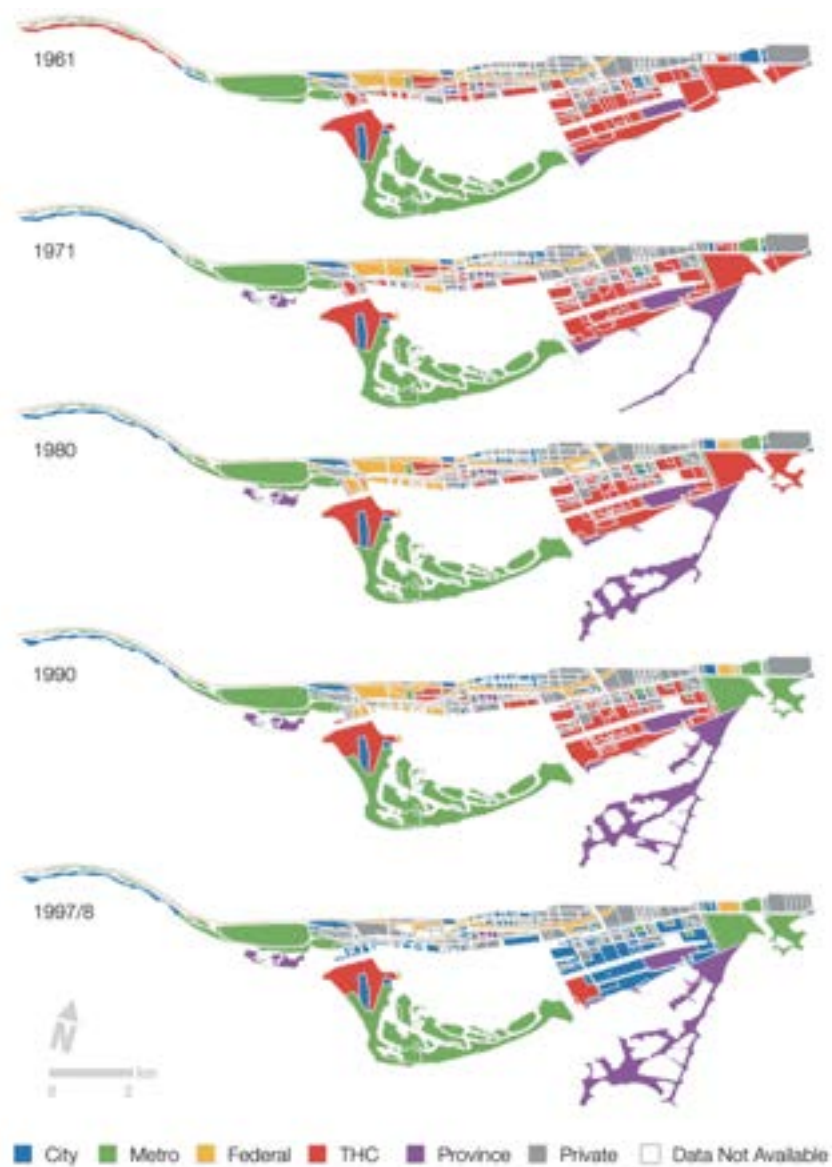 1961
1971
1980
1990
1997/8
N
0 2 km
City Metro Federal THC Province Private Data Not Available